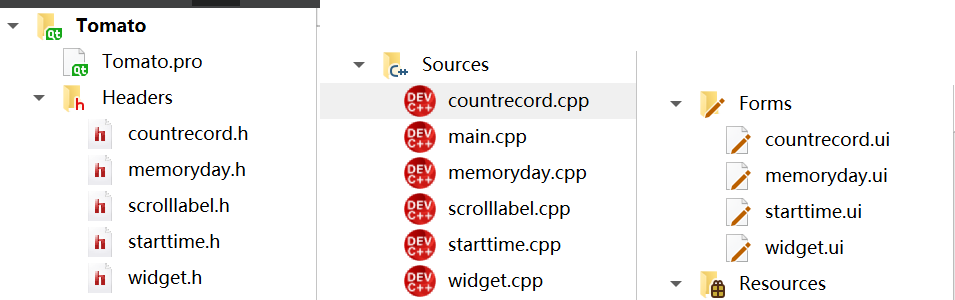 Tomato
Tomato.pro
Headers
countrecord.h
memoryday.h
scrolllabel.h
starttime.h
widget.h
Sources
countrecord.cpp
main.cpp
memoryday.cpp
scrolllabel.cpp
starttime.cpp
widget.cpp
Forms
countrecord.ui
memoryday.ui
starttime.ui
widget.ui
Resources